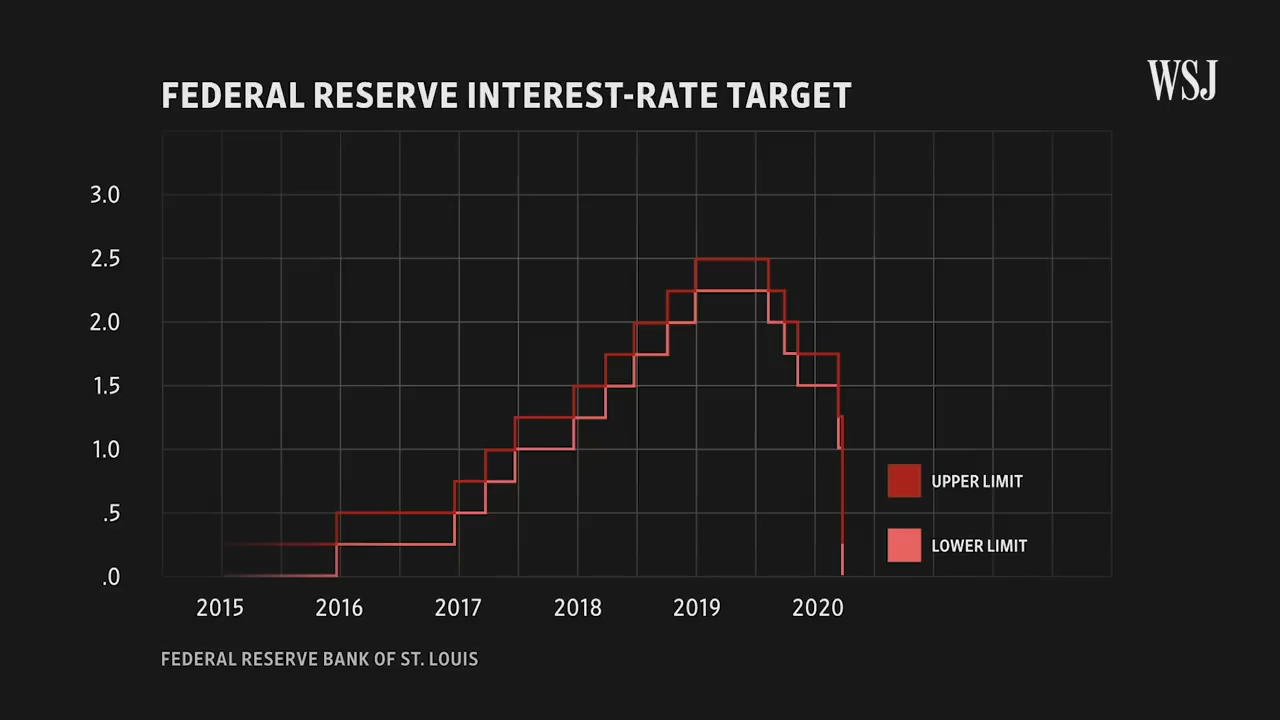 WSJ
FEDERAL RESERVE INTEREST-RATE TARGET
3.0
2.5
2.0
1.5
1.0
.5
.0
UPPER LIMIT
LOWER LIMIT
2015 2016 2017 2018 2019 2020
FEDERAL RESERVE BANK OF ST. LOUIS